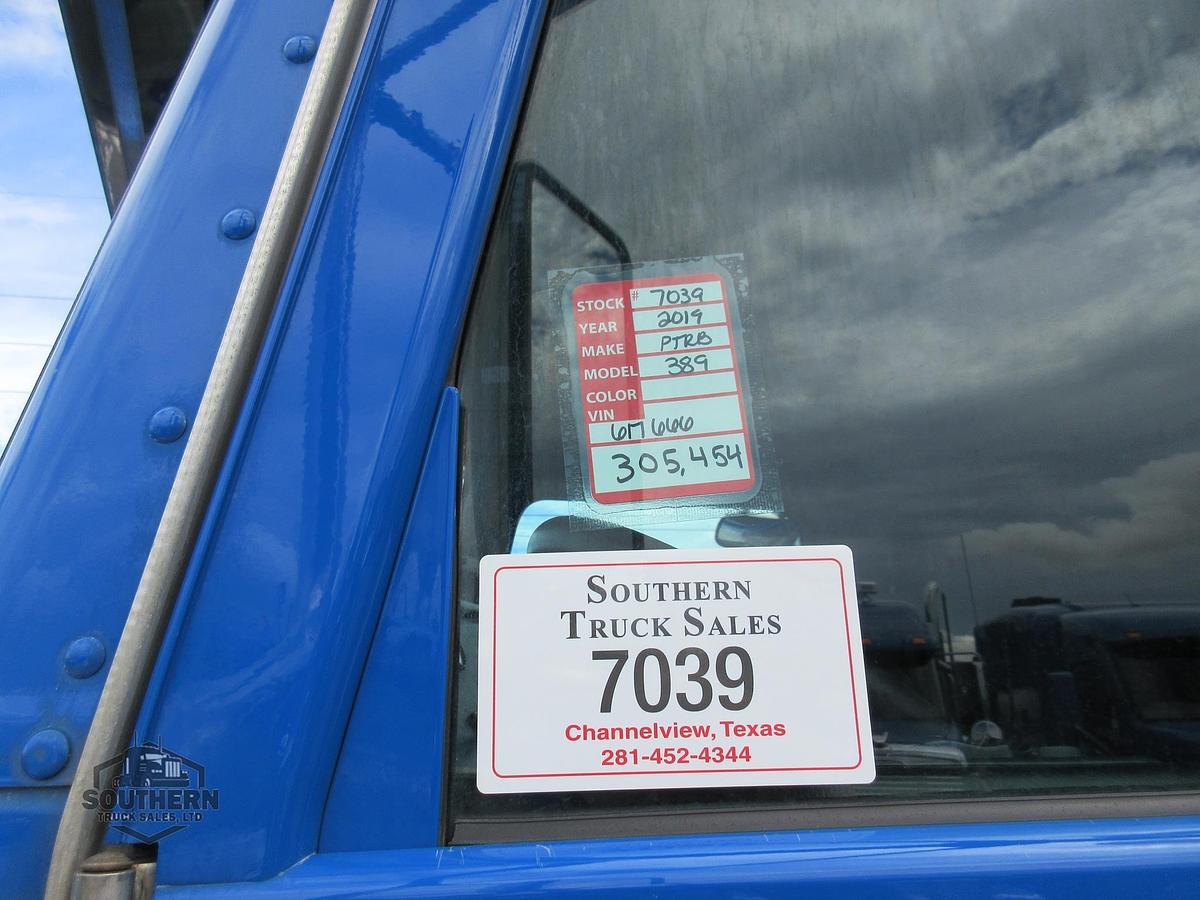 STOCK # 7039
YEAR 2019
MAKE PTRB
MODEL 389
COLOR
VIN
617666
305,454
SOUTHERN
TRUCK SALES
7039
Channelview, Texas
281-452-4344
SOUTHERN
TRUCK SALES, LTD